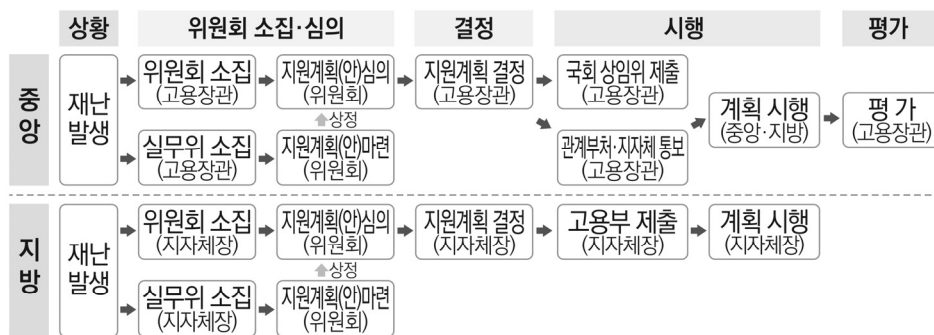 상황 위원회 소집·심의 결정 시행 평가
중앙
재난
발생
위원회 소집
(고용장관)
지원계획(안)심의
(위원회)
지원계획 결정
(고용장관)
국회 상임위 제출
(고용장관)
상정
실무위 소집
(고용장관)
지원계획(안)마련
(위원회)
관계부처·지자체 통보
(고용장관)
계획 시행
(중앙·지방)
평 가
(고용장관)
지방
재난
발생
위원회 소집
(지자체장)
지원계획(안)심의
(위원회)
지원계획 결정
(지자체장)
고용부 제출
(지자체장)
계획 시행
(지자체장)
상정
실무위 소집
(지자체장)
지원계획(안)마련
(위원회)